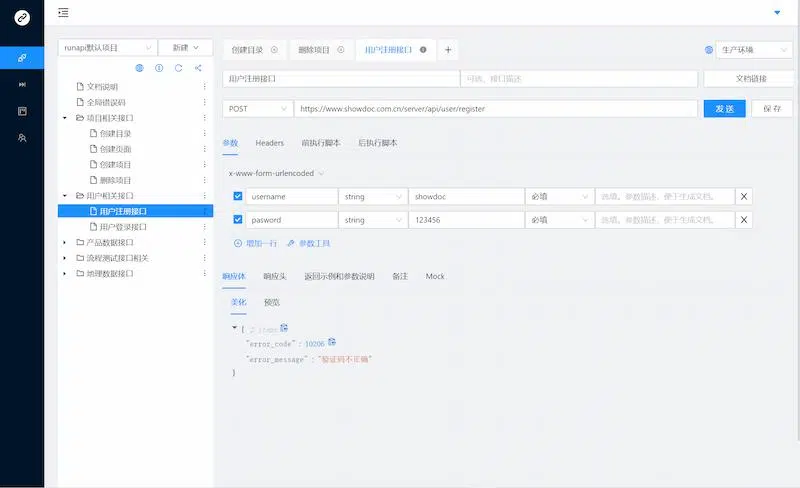 runapi默认项目
新建
文档说明
全局错误码
项目相关接口
创建目录
创建页面
创建项目
删除项目
用户相关接口
用户注册接口
用户登录接口
产品数据接口
流程测试接口相关
地理数据接口
创建目录
删除项目
用户注册接口
生产环境
用户注册接口
可选、接口描述
文档链接
POST
https://www.showdoc.com.cn/server/api/user/register
发 送
保 存
参数
Headers
前执行脚本
后执行脚本
x-www-form-urlencoded
username
string
showdoc
必填
选填。参数描述，便于生成文档。
X
pasword
string
123456
必填
选填。参数描述，便于生成文档。
X
增加一行
参数工具
响应体
响应头
返回示例和参数说明
备注
Mock
美化
预览
{ 2 items
"error_code" : 10206
"error_message" : "验证码不正确"
}